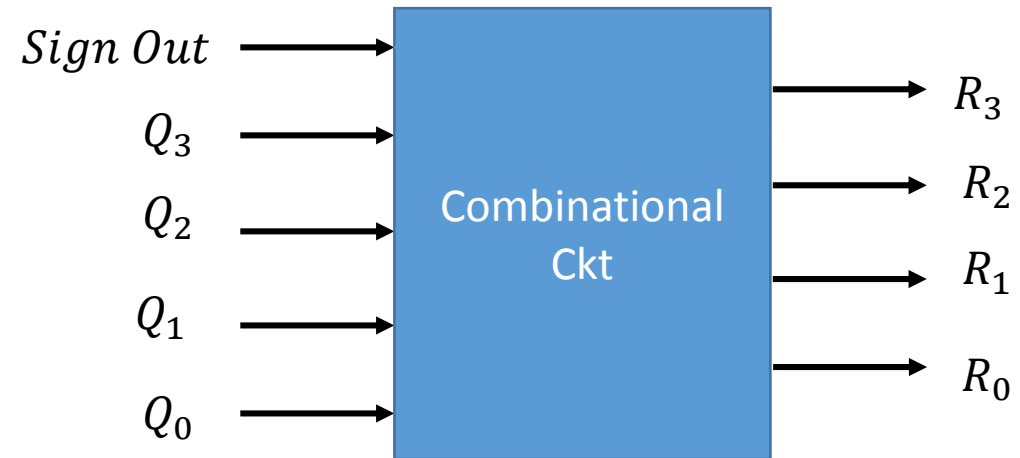 Sign Out
Q₃
Q₂
Q₁
Q₀
Combinational
Ckt
R₃
R₂
R₁
R₀